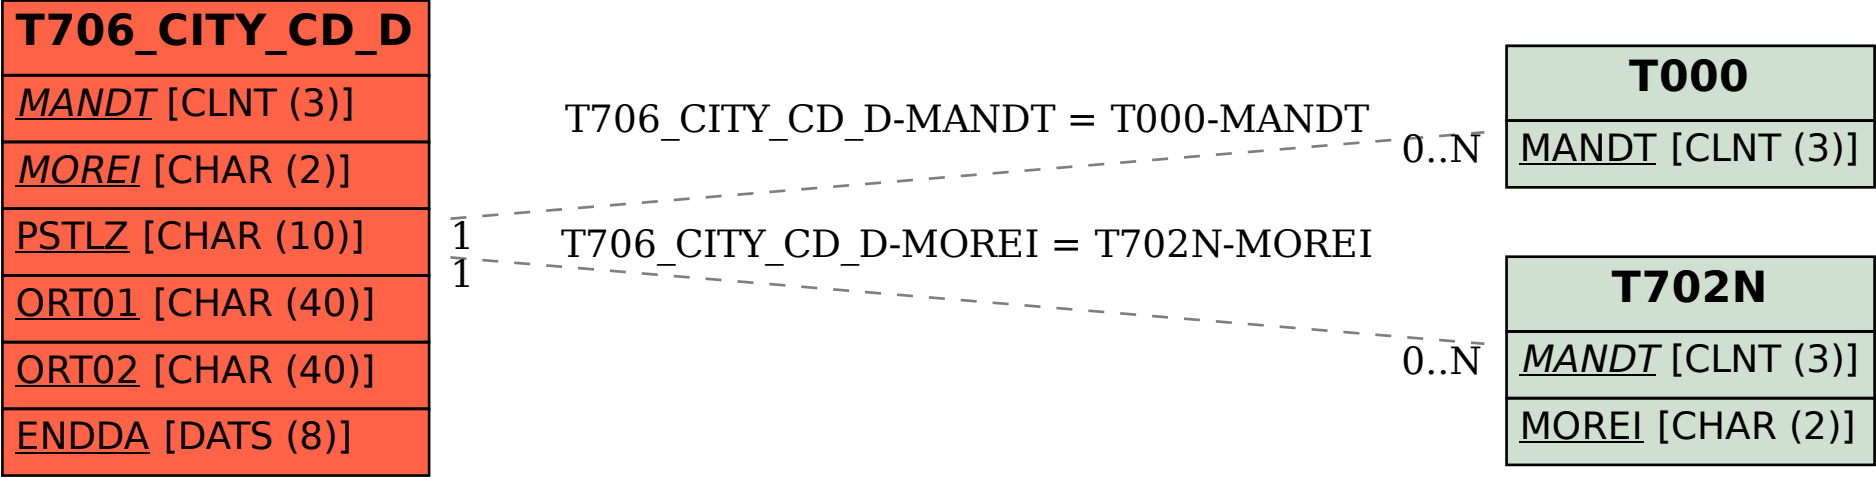 T706_CITY_CD_D
MANDT [CLNT (3)]
MOREI [CHAR (2)]
PSTLZ [CHAR (10)]
ORT01 [CHAR (40)]
ORT02 [CHAR (40)]
ENDDA [DATS (8)]
T706_CITY_CD_D-MANDT = T000-MANDT
0..N
1
T706_CITY_CD_D-MOREI = T702N-MOREI
1
0..N
T000
MANDT [CLNT (3)]
T702N
MANDT [CLNT (3)]
MOREI [CHAR (2)]